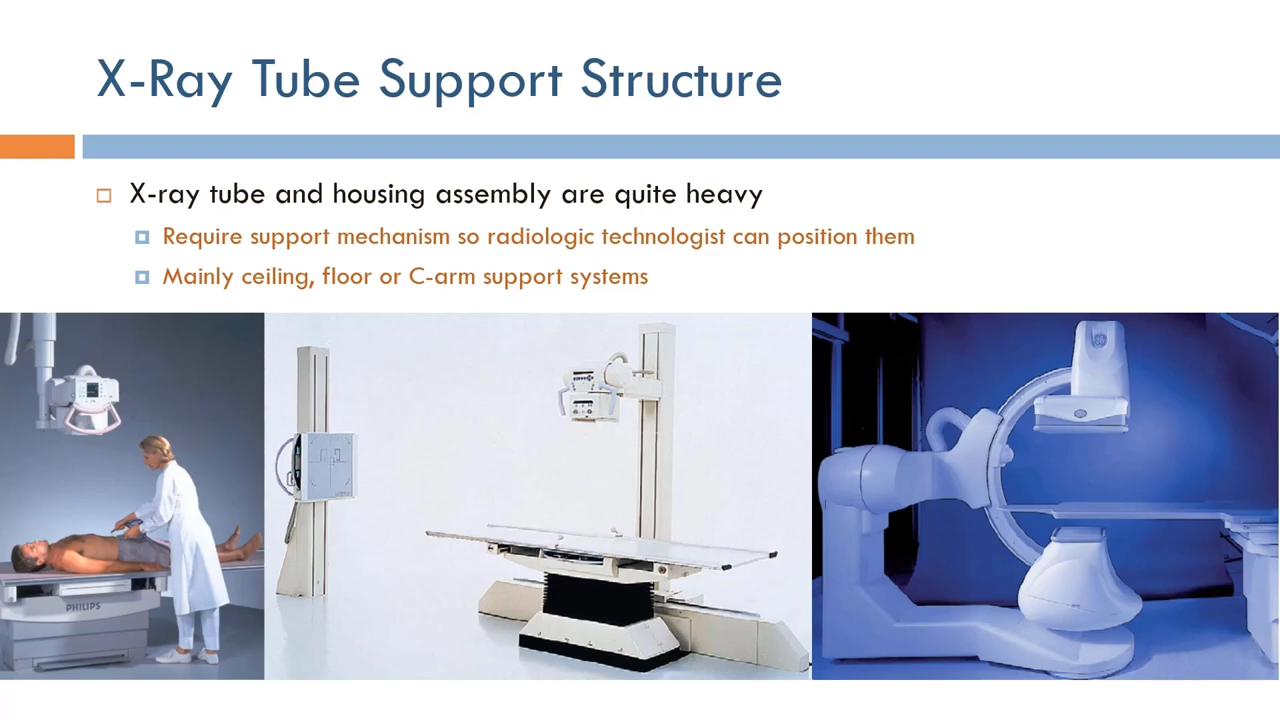 X-Ray Tube Support Structure
X-ray tube and housing assembly are quite heavy
Require support mechanism so radiologic technologist can position them
Mainly ceiling, floor or C-arm support systems
PHILIPS
GE